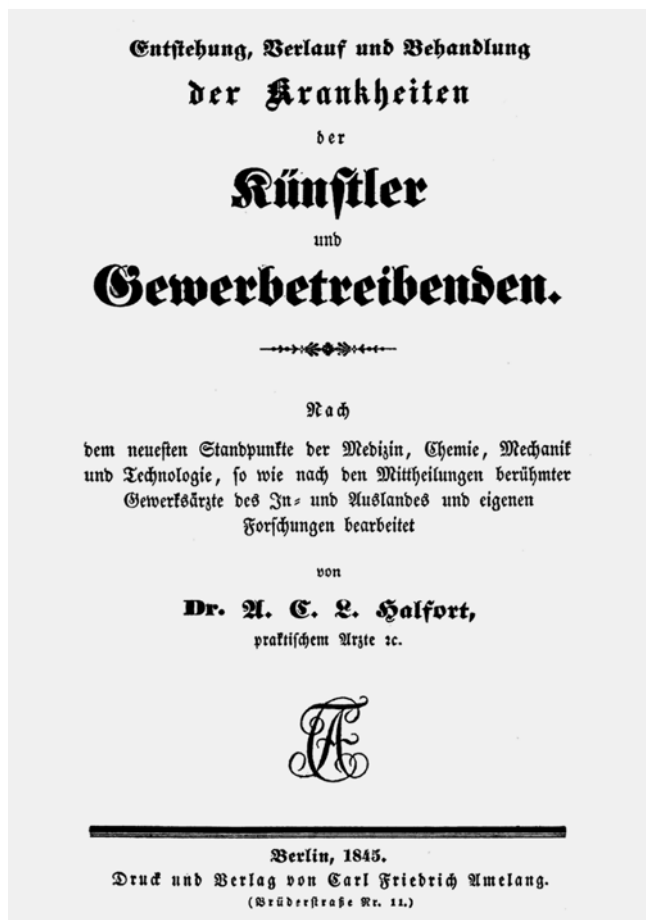 Entstehung, Verlauf und Behandlung
der Krankheiten
der
Künstler
und
Gewerbetreibenden.
Nach
dem neuesten Standpunkte der Medizin, Chemie, Mechanik
und Technologie, so wie nach den Mittheilungen berühmter
Gewerksärzte des In- und Auslandes und eigenen
Forschungen bearbeitet
von
Dr. A. C. L. Halfort,
praktischem Arzte ꝛc.
Berlin, 1845.
Druck und Verlag von Carl Friedrich Amelang.
(Brüderstraße Nr. 11.)